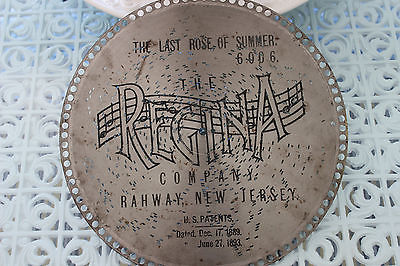 THE LAST ROSE OF SUMMER.
6006.
THE
REGINA
COMPANY
RAHWAY, NEW JERSEY.
U.S. PATENTS,
Dated, Dec. 17, 1889.
June 27, 1893.